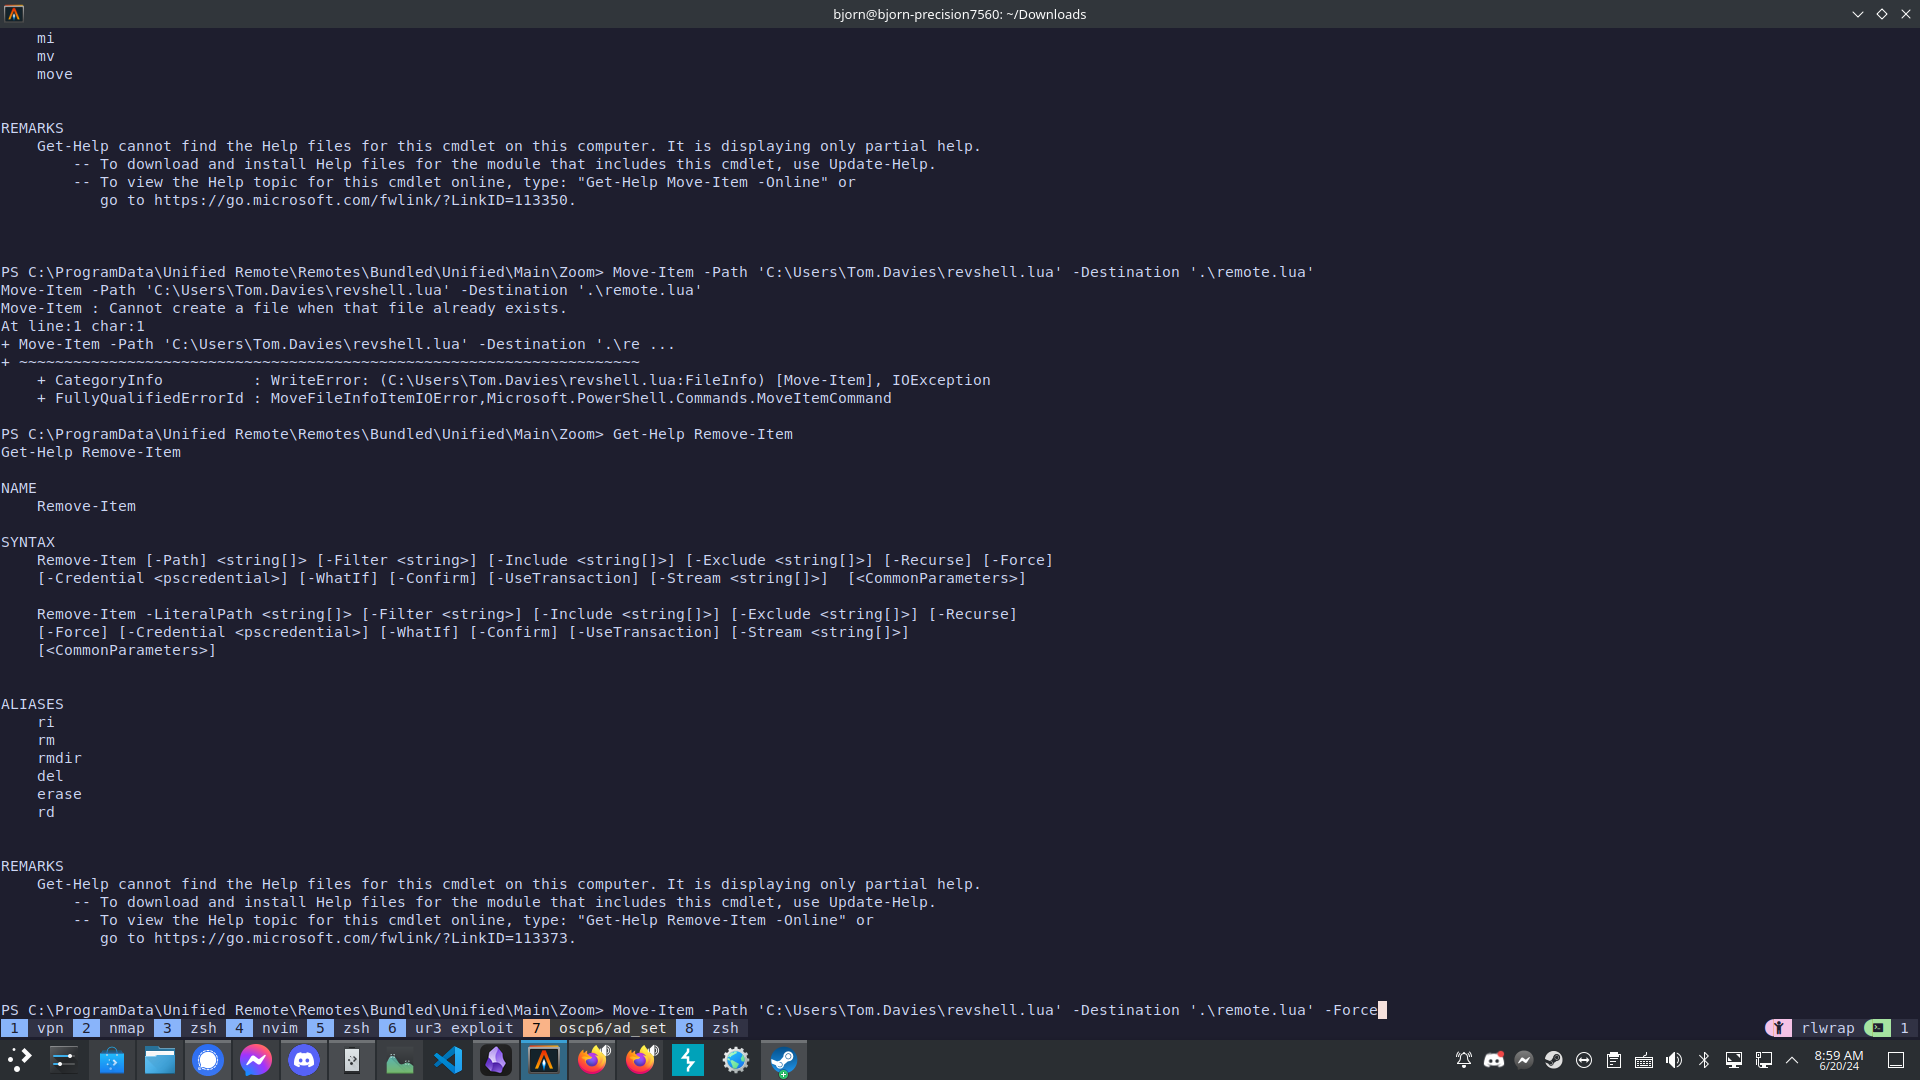 bjorn@bjorn-precision7560: ~/Downloads
mi
mv
move
REMARKS
Get-Help cannot find the Help files for this cmdlet on this computer. It is displaying only partial help.
-- To download and install Help files for the module that includes this cmdlet, use Update-Help.
-- To view the Help topic for this cmdlet online, type: "Get-Help Move-Item -Online" or
go to https://go.microsoft.com/fwlink/?LinkID=113350.
PS C:\ProgramData\Unified Remote\Remotes\Bundled\Unified\Main\Zoom> Move-Item -Path 'C:\Users\Tom.Davies\revshell.lua' -Destination '.\remote.lua'
Move-Item -Path 'C:\Users\Tom.Davies\revshell.lua' -Destination '.\remote.lua'
Move-Item : Cannot create a file when that file already exists.
At line:1 char:1
+ Move-Item -Path 'C:\Users\Tom.Davies\revshell.lua' -Destination '.\re ...
+ ~~~~~~~~~~~~~~~~~~~~~~~~~~~~~~~~~~~~~~~~~~~~~~~~~~~~~~~~~~~~~~~~~~~~~
+ CategoryInfo          : WriteError: (C:\Users\Tom.Davies\revshell.lua:FileInfo) [Move-Item], IOException
+ FullyQualifiedErrorId : MoveFileInfoItemIOError,Microsoft.PowerShell.Commands.MoveItemCommand
PS C:\ProgramData\Unified Remote\Remotes\Bundled\Unified\Main\Zoom> Get-Help Remove-Item
Get-Help Remove-Item
NAME
Remove-Item
SYNTAX
Remove-Item [-Path] <string[]> [-Filter <string>] [-Include <string[]>] [-Exclude <string[]>] [-Recurse] [-Force]
[-Credential <pscredential>] [-WhatIf] [-Confirm] [-UseTransaction] [-Stream <string[]>]  [<CommonParameters>]
Remove-Item -LiteralPath <string[]> [-Filter <string>] [-Include <string[]>] [-Exclude <string[]>] [-Recurse]
[-Force] [-Credential <pscredential>] [-WhatIf] [-Confirm] [-UseTransaction] [-Stream <string[]>]
[<CommonParameters>]
ALIASES
ri
rm
rmdir
del
erase
rd
REMARKS
Get-Help cannot find the Help files for this cmdlet on this computer. It is displaying only partial help.
-- To download and install Help files for the module that includes this cmdlet, use Update-Help.
-- To view the Help topic for this cmdlet online, type: "Get-Help Remove-Item -Online" or
go to https://go.microsoft.com/fwlink/?LinkID=113373.
PS C:\ProgramData\Unified Remote\Remotes\Bundled\Unified\Main\Zoom> Move-Item -Path 'C:\Users\Tom.Davies\revshell.lua' -Destination '.\remote.lua' -Force
1 vpn 2 nmap 3 zsh 4 nvim 5 zsh 6 ur3 exploit 7 oscp6/ad_set 8 zsh rlwrap 1
8:59 AM
6/20/24